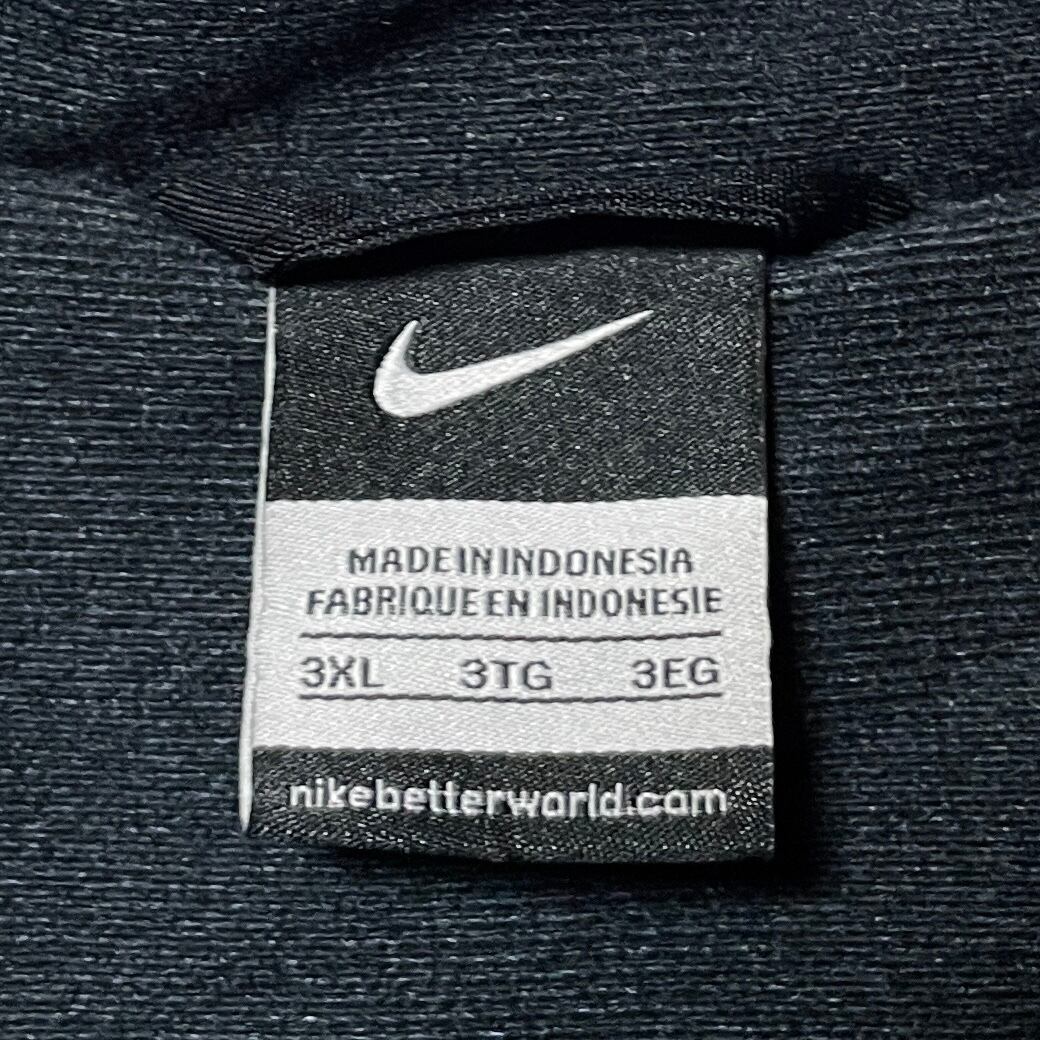 MADE IN INDONESIA
FABRIQUE EN INDONESIE
3XL 3TG 3EG
nikebetterworld.com